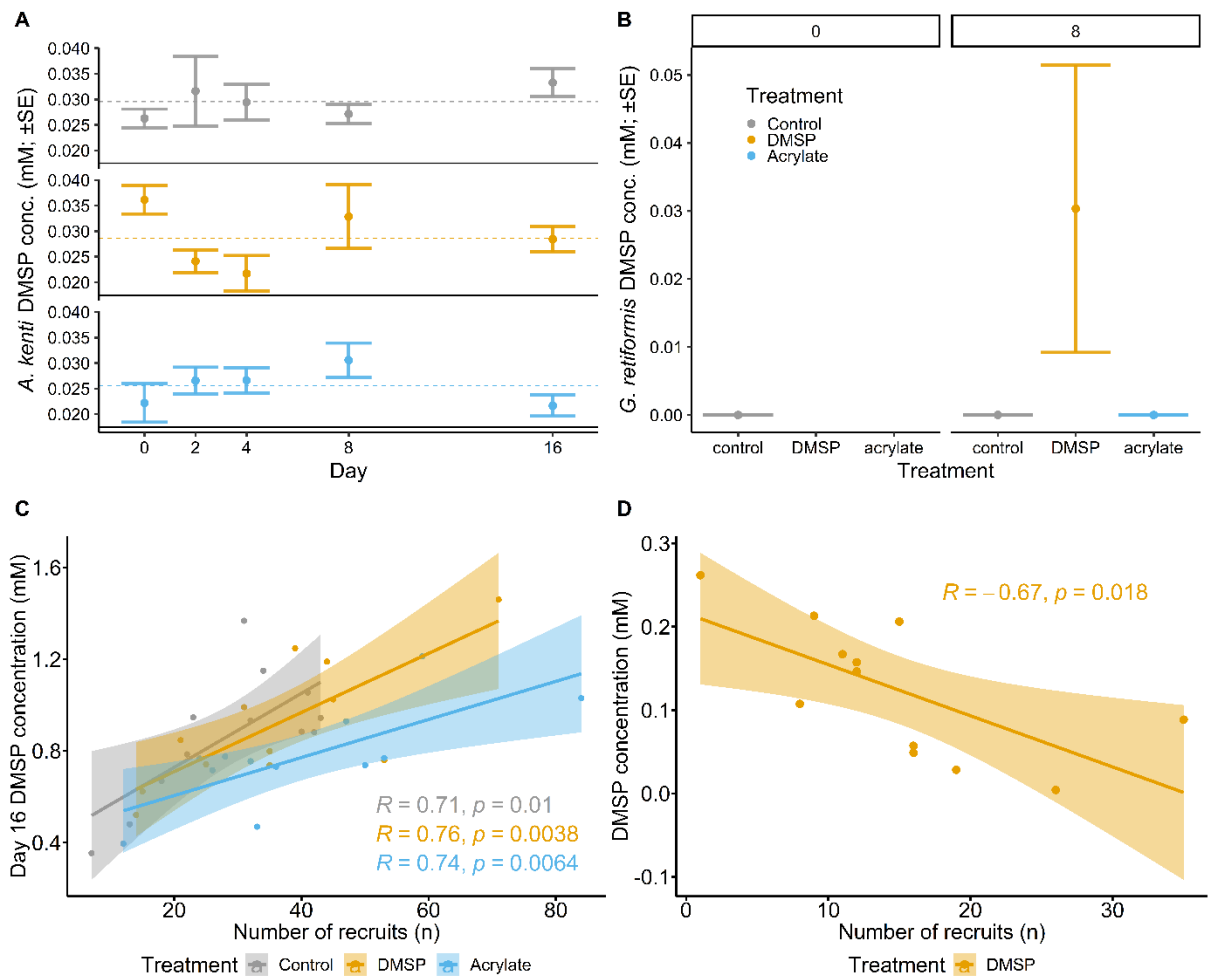 A
A. kenti DMSP conc. (mM; ±SE)
0.040
0.035
0.030
0.025
0.020
0.040
0.035
0.030
0.025
0.020
0.040
0.035
0.030
0.025
0.020
0 2 4 8 16
Day
B
0 8
G. retiformis DMSP conc. (mM; ±SE)
0.05
0.04
0.03
0.02
0.01
0.00
Treatment
Control
DMSP
Acrylate
control DMSP acrylate control DMSP acrylate
Treatment
C
Day 16 DMSP concentration (mM)
1.6
1.2
0.8
0.4
R = 0.71, p = 0.01
R = 0.76, p = 0.0038
R = 0.74, p = 0.0064
20 40 60 80
Number of recruits (n)
Treatment a Control a DMSP a Acrylate
D
DMSP concentration (mM)
0.3
0.2
0.1
0.0
-0.1
R = −0.67, p = 0.018
0 10 20 30
Number of recruits (n)
Treatment a DMSP